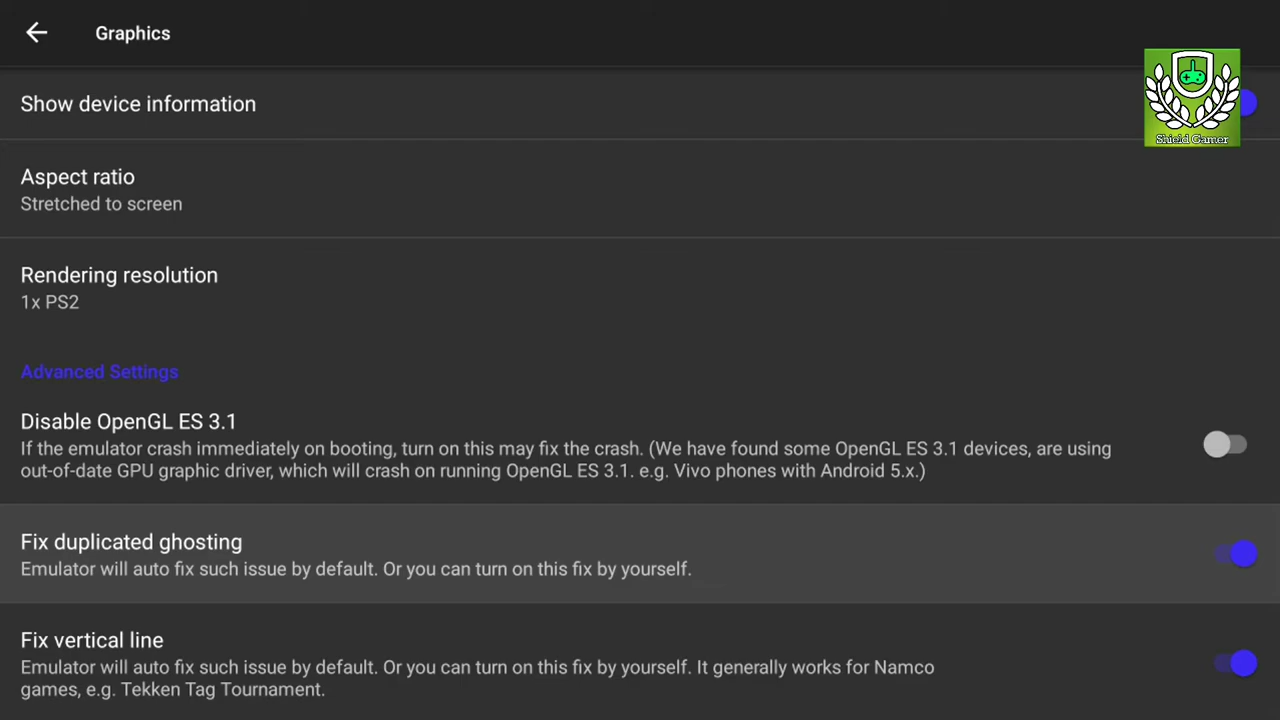 Graphics
Show device information
Shield Gamer
Aspect ratio
Stretched to screen
Rendering resolution
1x PS2
Advanced Settings
Disable OpenGL ES 3.1
If the emulator crash immediately on booting, turn on this may fix the crash. (We have found some OpenGL ES 3.1 devices, are using
out-of-date GPU graphic driver, which will crash on running OpenGL ES 3.1. e.g. Vivo phones with Android 5.x.)
Fix duplicated ghosting
Emulator will auto fix such issue by default. Or you can turn on this fix by yourself.
Fix vertical line
Emulator will auto fix such issue by default. Or you can turn on this fix by yourself. It generally works for Namco
games, e.g. Tekken Tag Tournament.